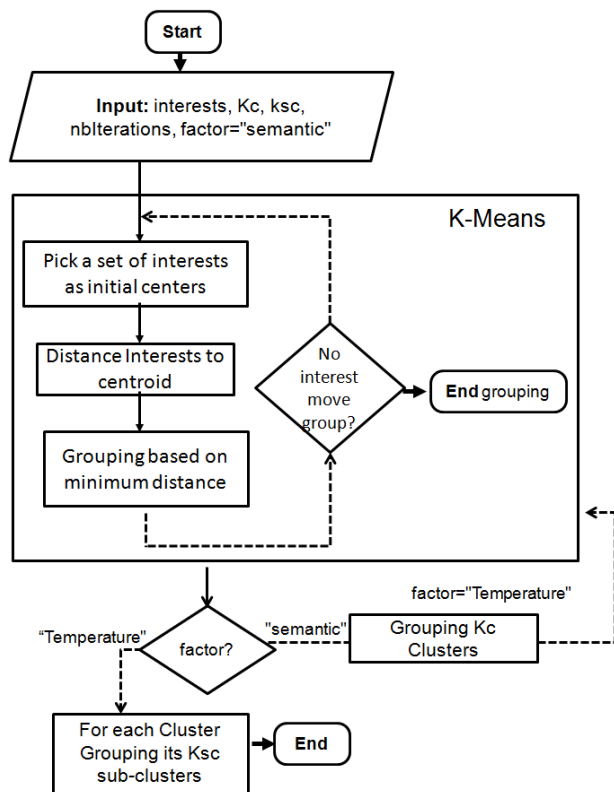 Start
Input: interests, Kc, ksc,
nbIterations, factor="semantic"
K-Means
Pick a set of interests
as initial centers
Distance Interests to
centroid
Grouping based on
minimum distance
No
interest
move
group?
End grouping
factor="Temperature"
"Temperature"
factor?
"semantic"
Grouping Kc
Clusters
For each Cluster
Grouping its Ksc
sub-clusters
End